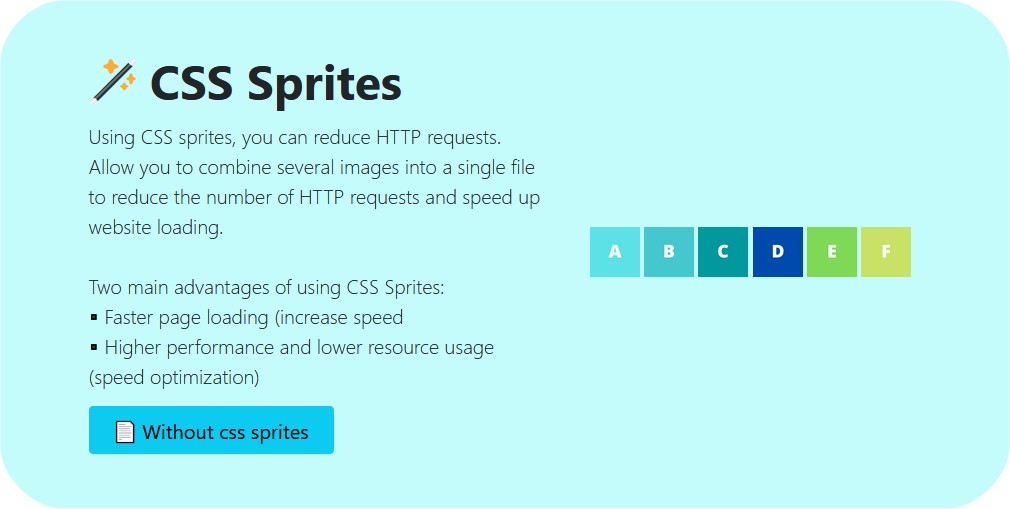 CSS Sprites
Using CSS sprites, you can reduce HTTP requests.
Allow you to combine several images into a single file
to reduce the number of HTTP requests and speed up
website loading.
Two main advantages of using CSS Sprites:
▪ Faster page loading (increase speed
▪ Higher performance and lower resource usage
(speed optimization)
Without css sprites
A B C D E F